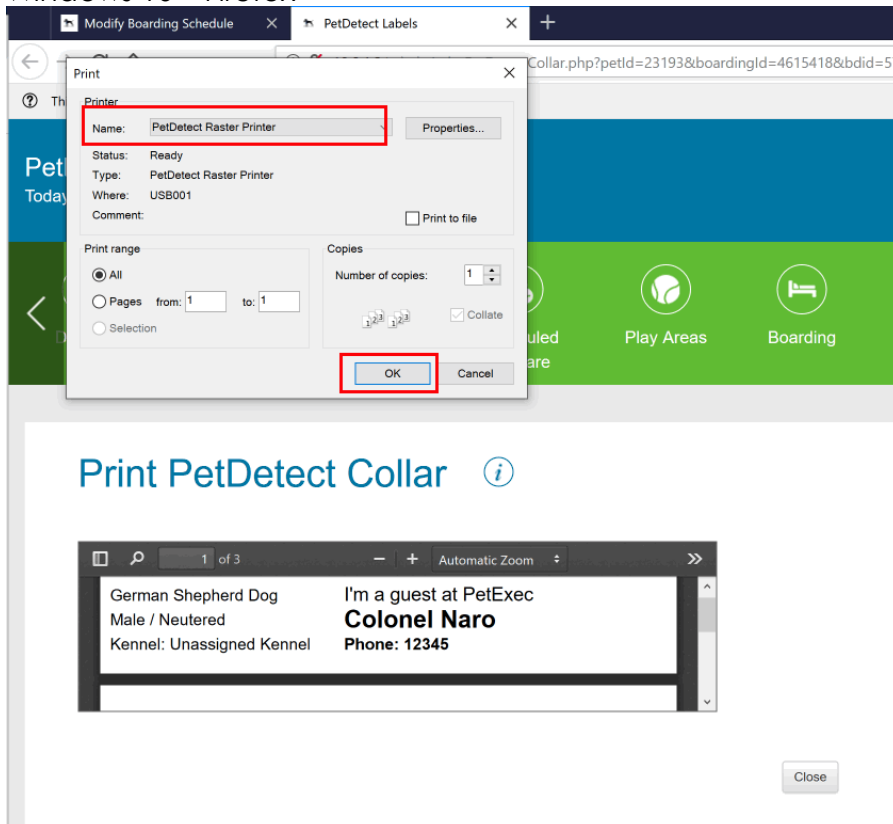 Modify Boarding Schedule
PetDetect Labels
Collar.php?petId=23193&boardingId=4615418&bdid=5
Th
Print
Printer
Name: PetDetect Raster Printer
Properties...
Status: Ready
Type: PetDetect Raster Printer
Where: USB001
Comment:
Print to file
Print range
All
Pages from: 1 to: 1
Selection
Copies
Number of copies: 1
Collate
OK Cancel
Today
Play Areas
Boarding
Print PetDetect Collar i
1 of 3 Automatic Zoom
German Shepherd Dog
Male / Neutered
Kennel: Unassigned Kennel
I'm a guest at PetExec
Colonel Naro
Phone: 12345
Close